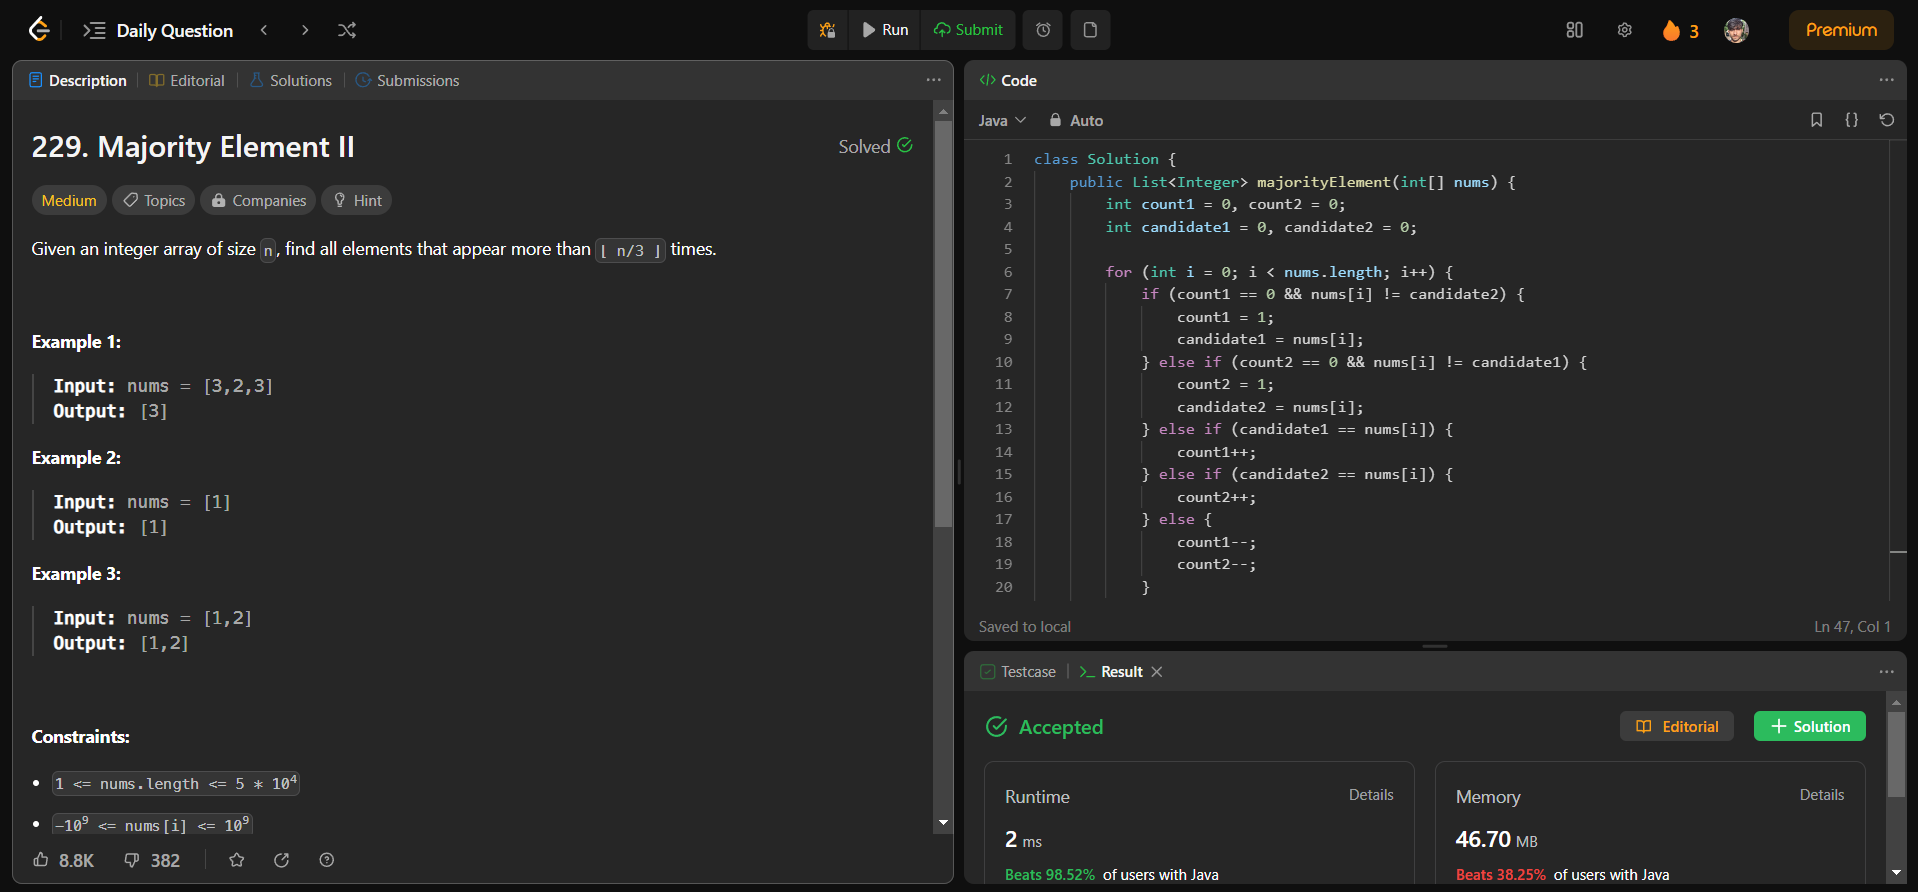 Daily Question
Run
Submit
3
Premium
Description
Editorial
Solutions
Submissions
229. Majority Element II
Solved
Medium
Topics
Companies
Hint
Given an integer array of size n, find all elements that appear more than ⌊ n/3 ⌋ times.
Example 1:
Input: nums = [3,2,3]
Output: [3]
Example 2:
Input: nums = [1]
Output: [1]
Example 3:
Input: nums = [1,2]
Output: [1,2]
Constraints:
• 1 <= nums.length <= 5 * 10⁴
• −10⁹ <= nums[i] <= 10⁹
8.8K
382
</> Code
Java
Auto
{}
1 class Solution {
2     public List<Integer> majorityElement(int[] nums) {
3         int count1 = 0, count2 = 0;
4         int candidate1 = 0, candidate2 = 0;
5
6         for (int i = 0; i < nums.length; i++) {
7             if (count1 == 0 && nums[i] != candidate2) {
8                 count1 = 1;
9                 candidate1 = nums[i];
10             } else if (count2 == 0 && nums[i] != candidate1) {
11                 count2 = 1;
12                 candidate2 = nums[i];
13             } else if (candidate1 == nums[i]) {
14                 count1++;
15             } else if (candidate2 == nums[i]) {
16                 count2++;
17             } else {
18                 count1--;
19                 count2--;
20             }
Saved to local
Ln 47, Col 1
Testcase
Result
Accepted
Editorial
Solution
Runtime
Details
2 ms
Beats 98.52% of users with Java
Memory
Details
46.70 MB
Beats 38.25% of users with Java